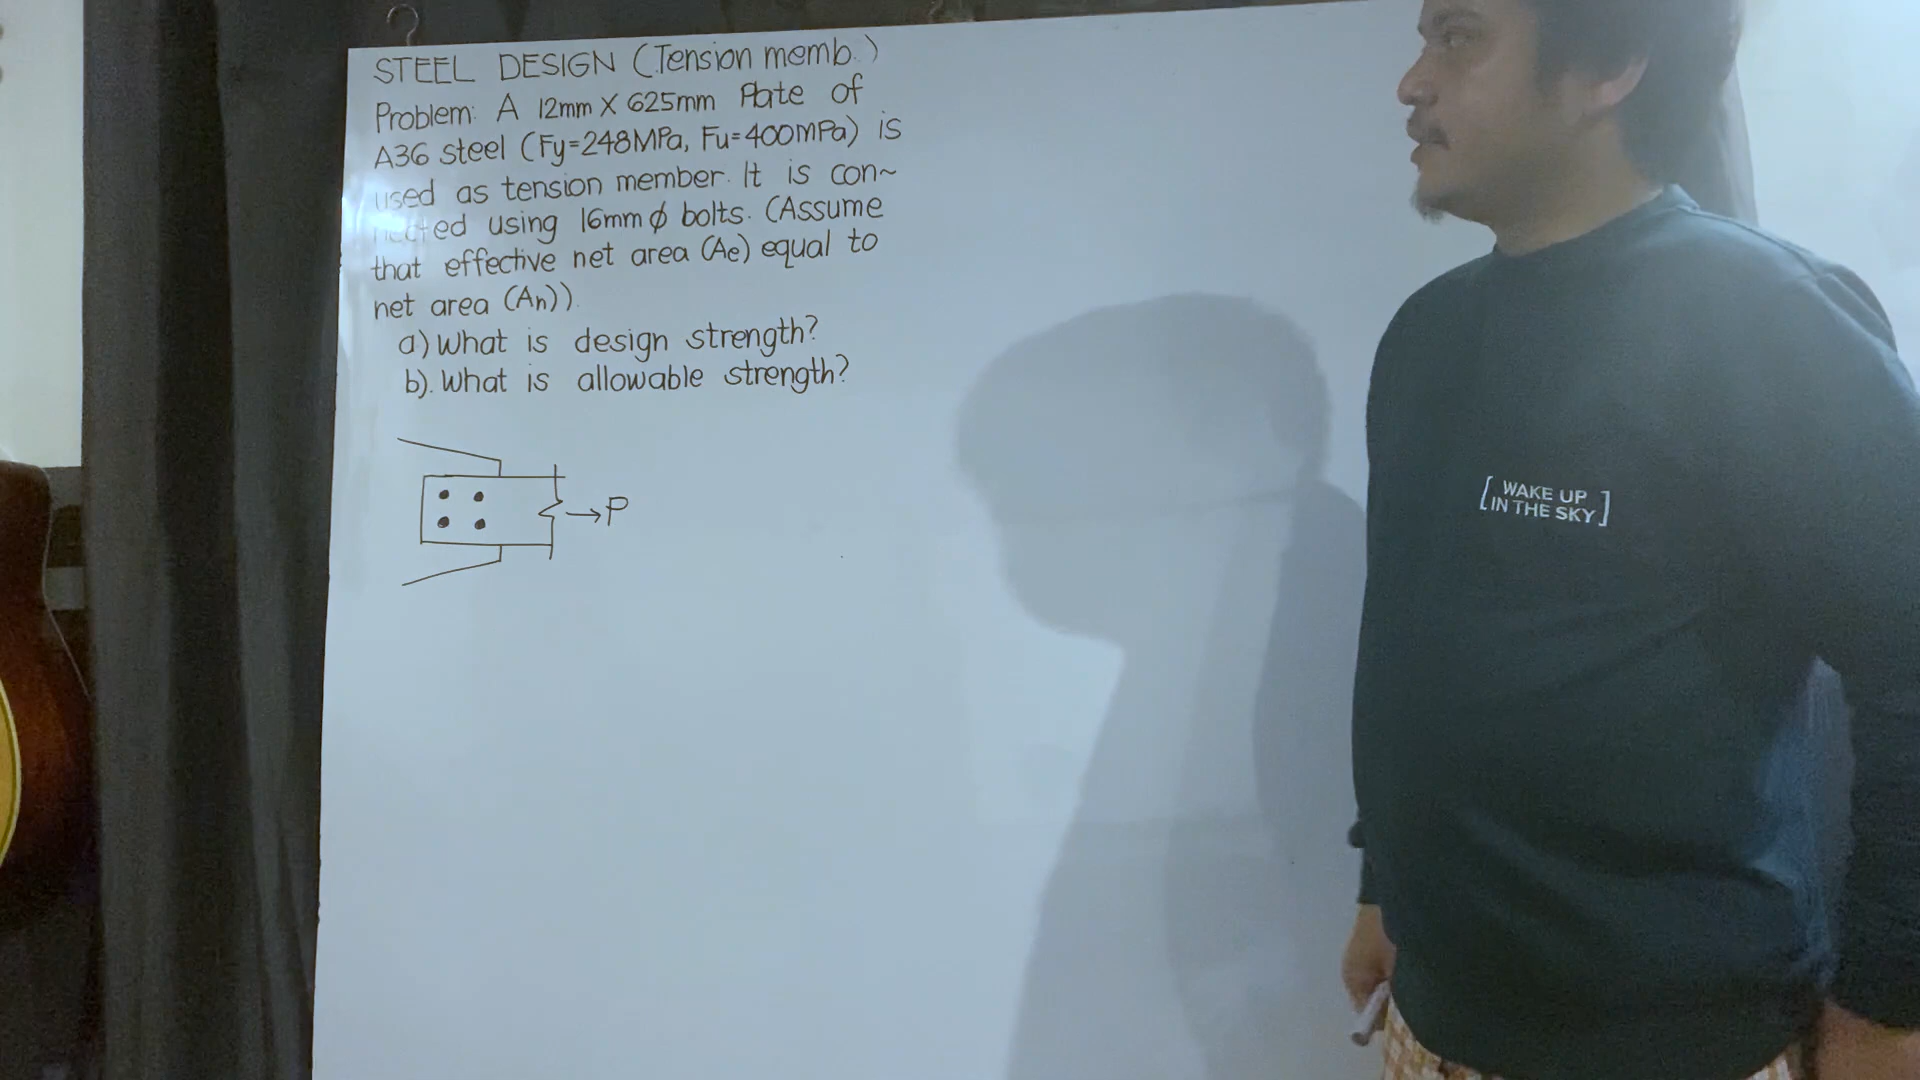 STEEL DESIGN (Tension memb.)
Problem: A 12mm X 625mm Plate of
A36 steel (Fy=248MPa, Fu=400MPa) is
used as tension member. It is con~
nected using 16mm ϕ bolts. (Assume
that effective net area (Ae) equal to
net area (An)).
a) What is design strength?
b). What is allowable strength?
→P
[WAKE UP
IN THE SKY]